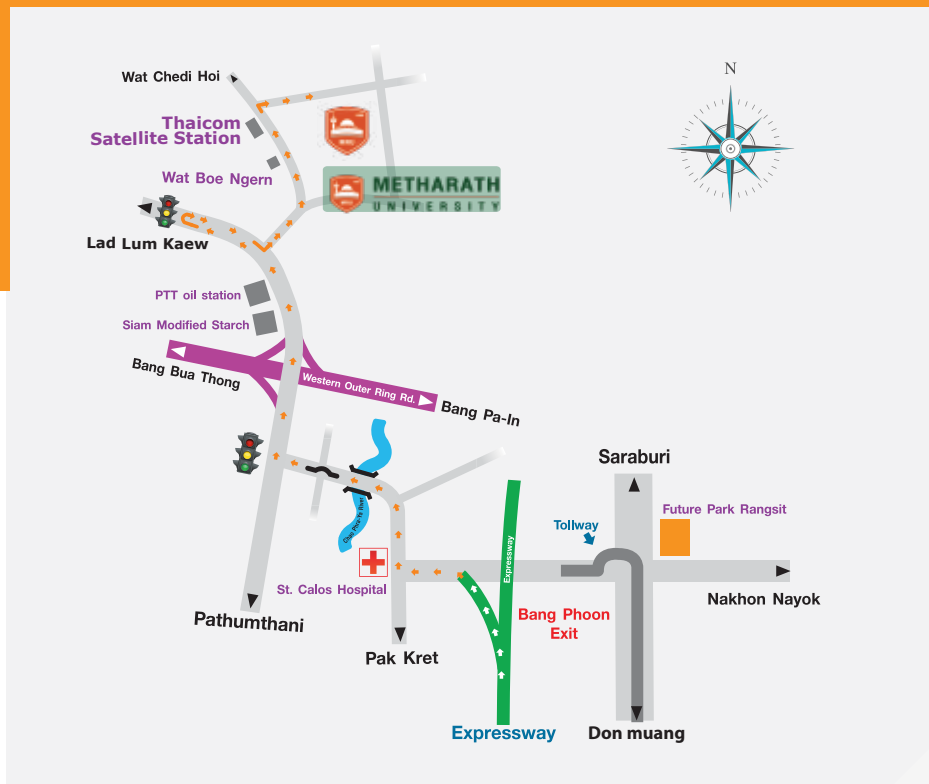 N
Wat Chedi Hoi
Thaicom
Satellite Station
Wat Boe Ngern
METHARATH
UNIVERSITY
Lad Lum Kaew
PTT oil station
Siam Modified Starch
Bang Bua Thong
Western Outer Ring Rd.
Bang Pa-In
Saraburi
Future Park Rangsit
Tollway
Expressway
St. Calos Hospital
Nakhon Nayok
Bang Phoon
Exit
Pathumthani
Pak Kret
Expressway
Don muang